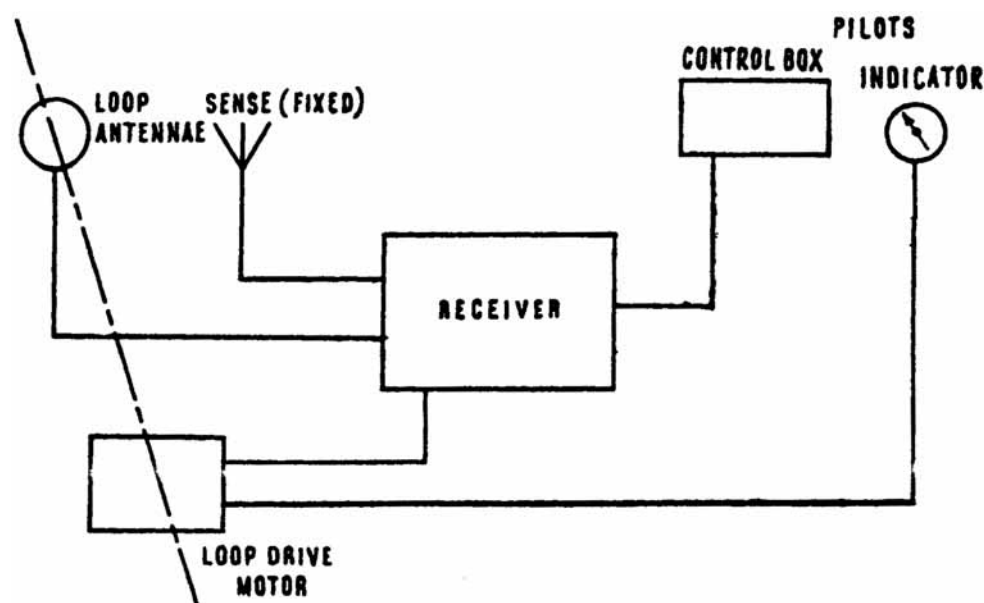 PILOTS
INDICATOR
CONTROL BOX
LOOP
ANTENNAE
SENSE (FIXED)
RECEIVER
LOOP DRIVE
MOTOR